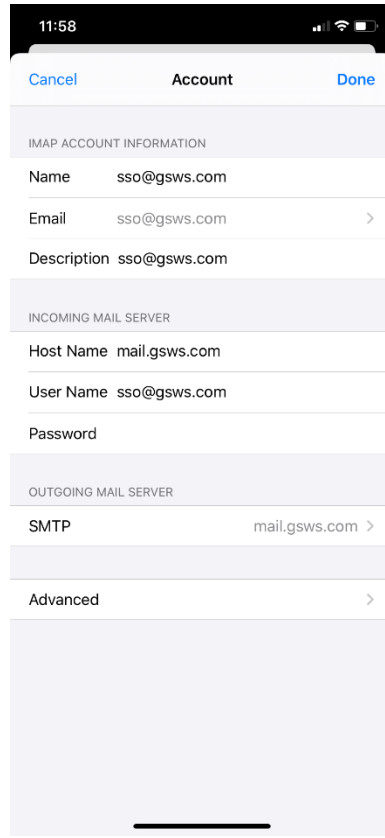 11:58
Cancel Account Done
IMAP ACCOUNT INFORMATION
Name sso@gsws.com
Email sso@gsws.com
Description sso@gsws.com
INCOMING MAIL SERVER
Host Name mail.gsws.com
User Name sso@gsws.com
Password
OUTGOING MAIL SERVER
SMTP mail.gsws.com
Advanced